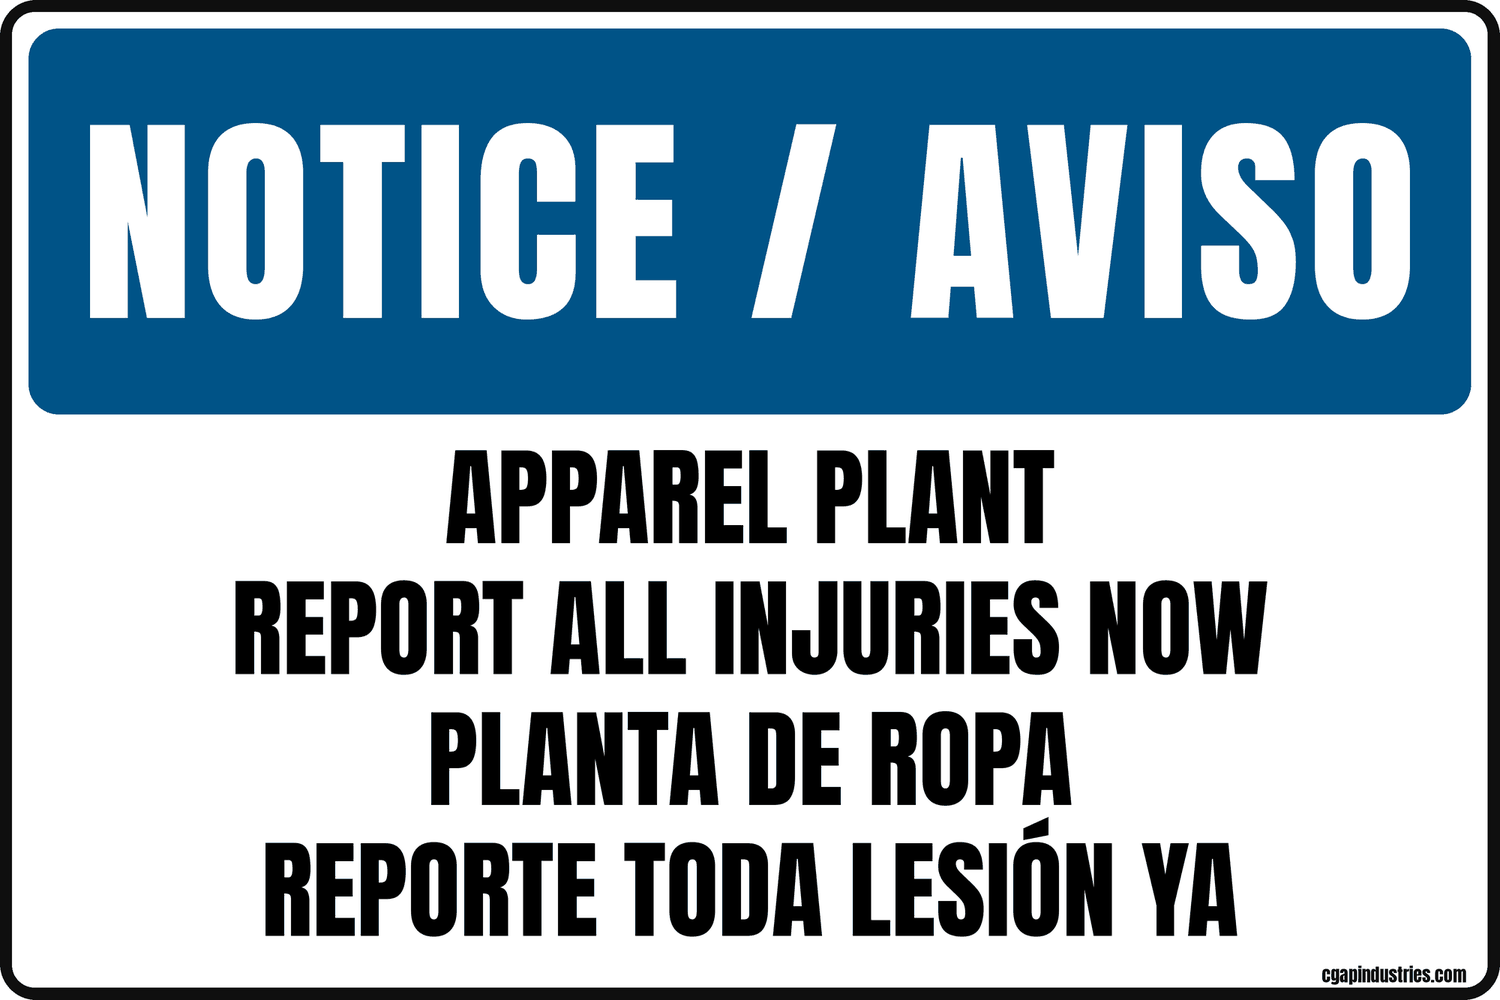 NOTICE / AVISO
APPAREL PLANT
REPORT ALL INJURIES NOW
PLANTA DE ROPA
REPORTE TODA LESIÓN YA
cgapindustries.com